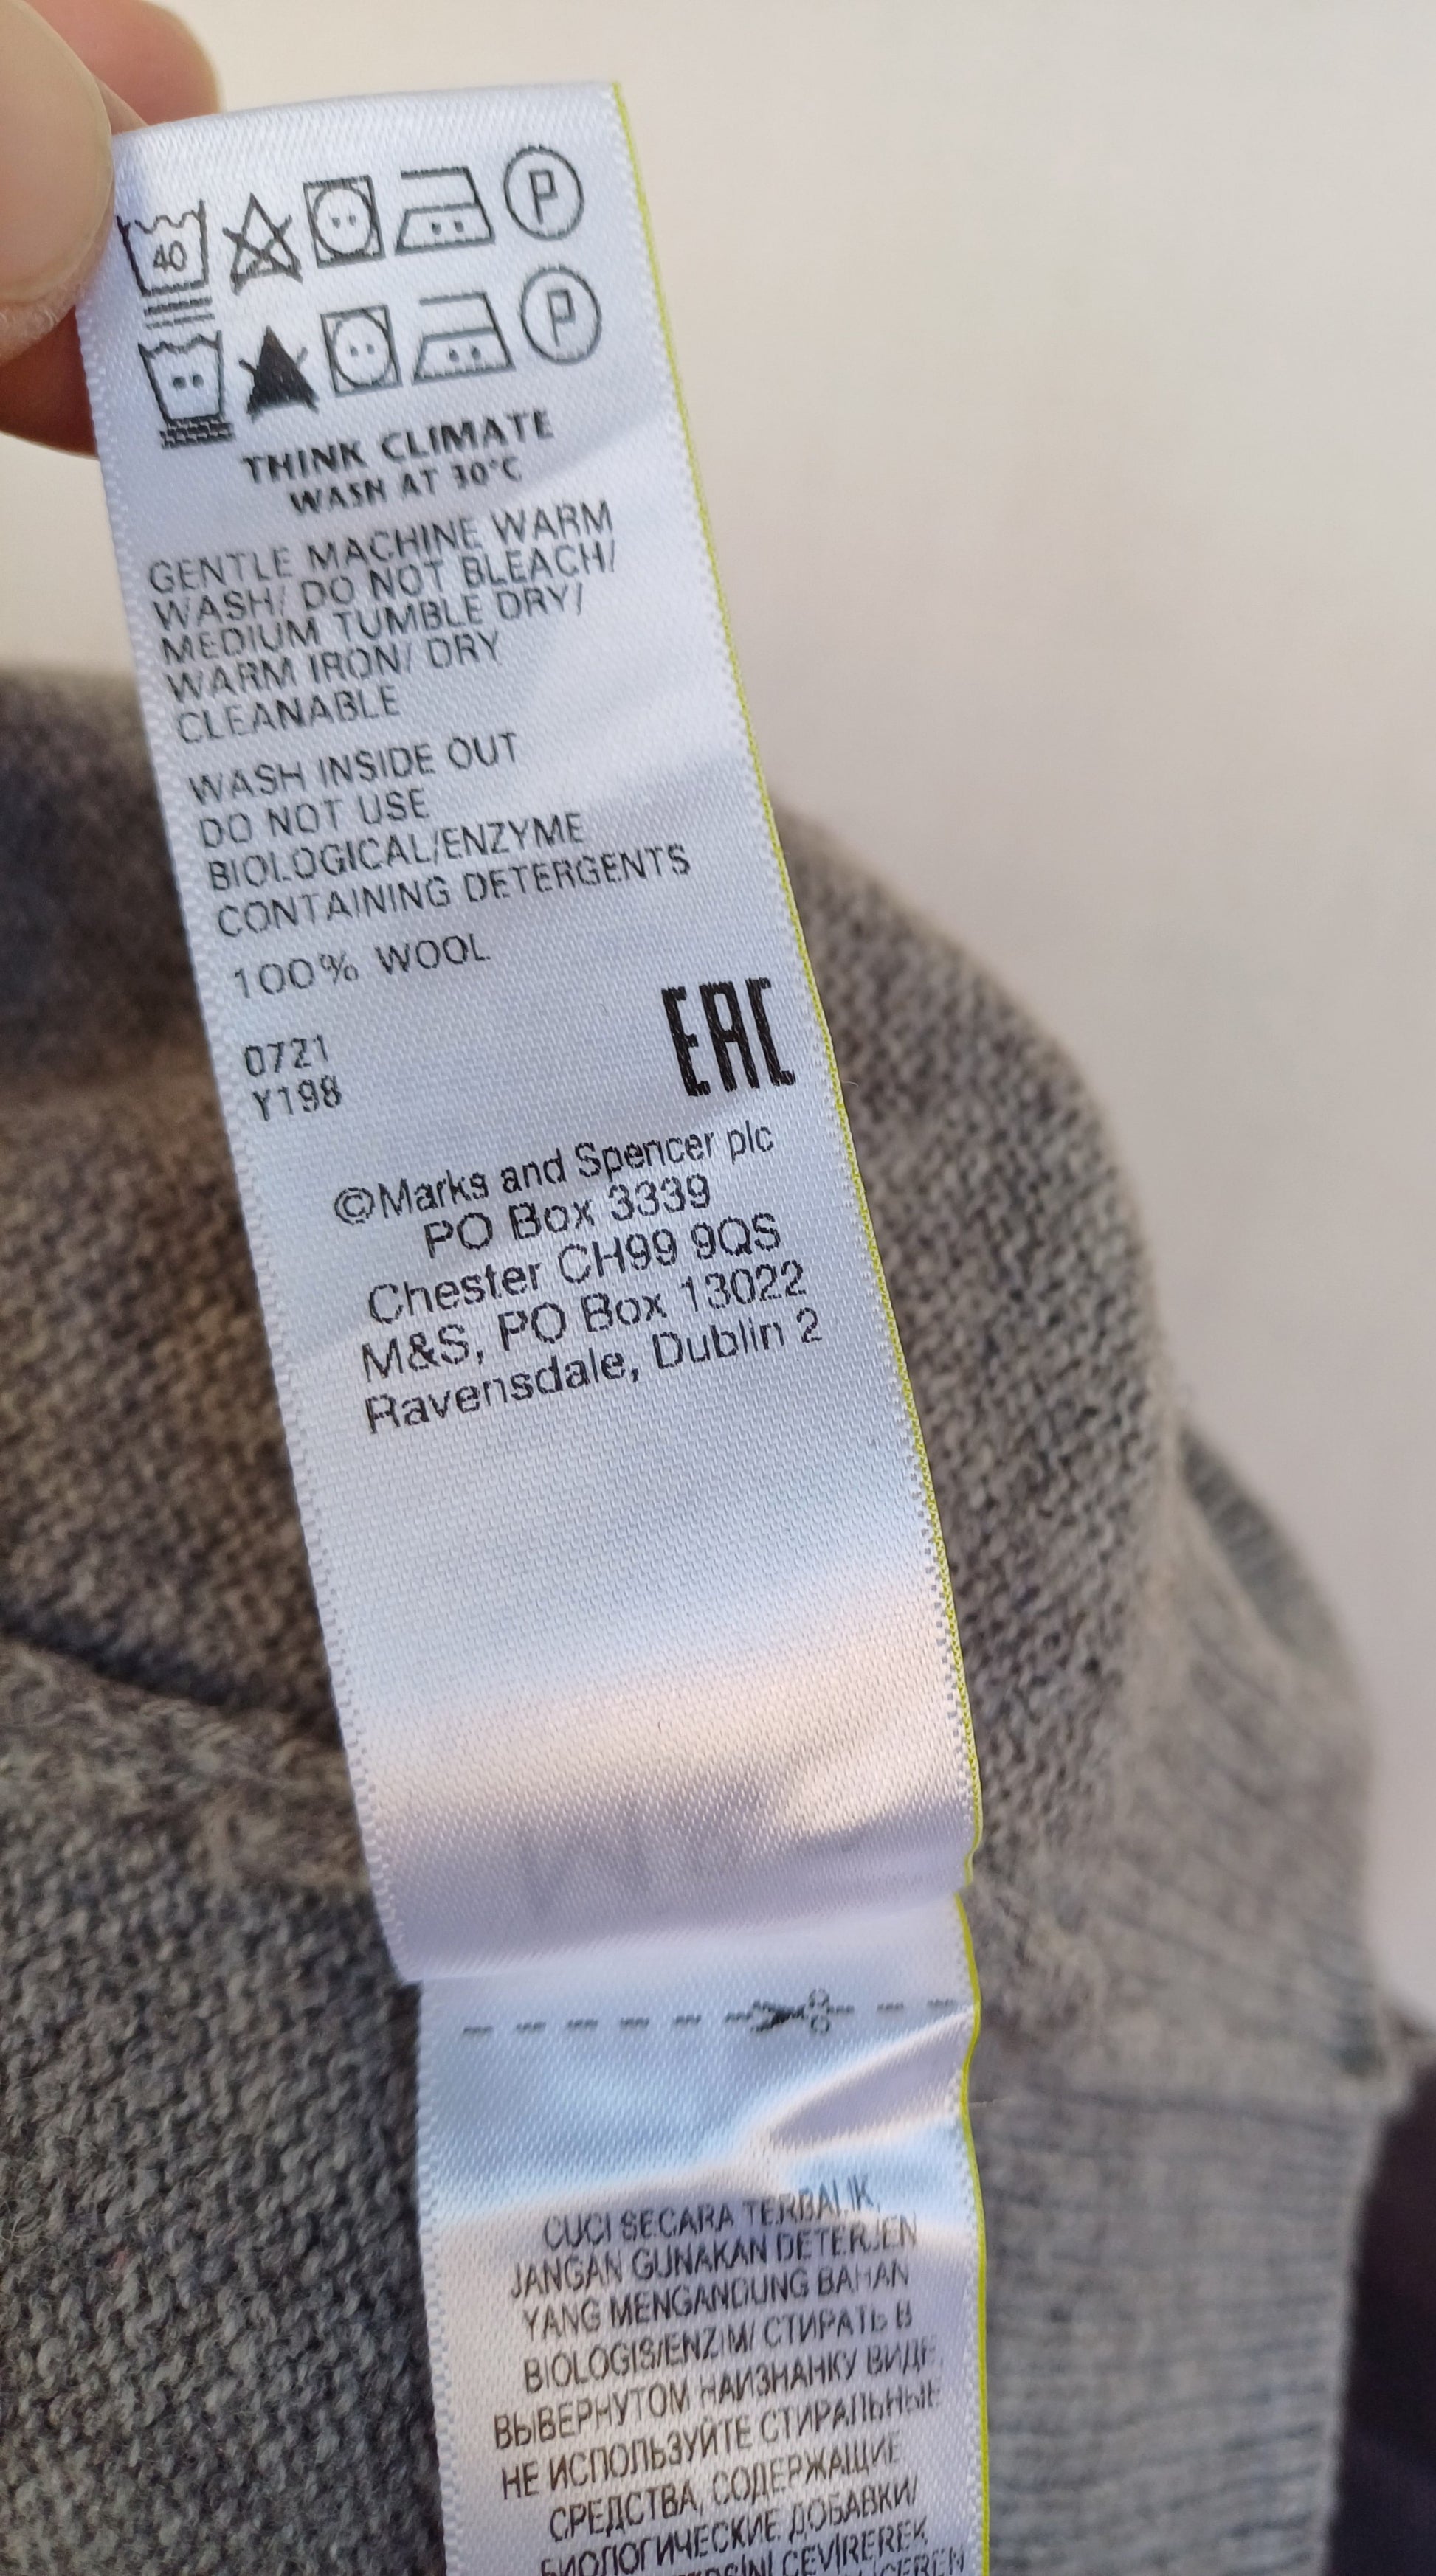 40
P
P
THINK CLIMATE
WASH AT 30°C
GENTLE MACHINE WARM
WASH/ DO NOT BLEACH/
MEDIUM TUMBLE DRY/
WARM IRON/ DRY
CLEANABLE
WASH INSIDE OUT
DO NOT USE
BIOLOGICAL/ENZYME
CONTAINING DETERGENTS
100% WOOL
0721
Y198
EAC
©Marks and Spencer plc
PO Box 3339
Chester CH99 9QS
M&S, PO Box 13022
Ravensdale, Dublin 2
CUCI SECARA TERBALIK,
JANGAN GUNAKAN DETERJEN
YANG MENGANDUNG BAHAN
BIOLOGIS/ENZIM/ СТИРАТЬ В
ВЫВЕРНУТОМ НАИЗНАНКУ ВИДЕ,
НЕ ИСПОЛЬЗУЙТЕ СТИРАЛЬНЫЕ
СРЕДСТВА, СОДЕРЖАЩИЕ
БИОЛОГИЧЕСКИЕ ДОБАВКИ/
ÇEVİREREK